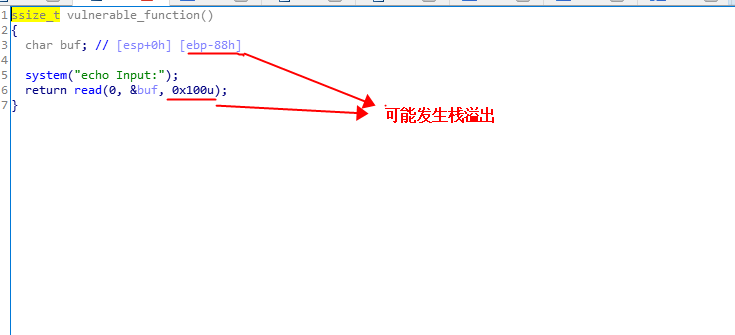 1 ssize_t vulnerable_function()
2 {
3 char buf; // [esp+0h] [ebp-88h]
4
5 system("echo Input:");
6 return read(0, &buf, 0x100u);
7 }
可能发生栈溢出